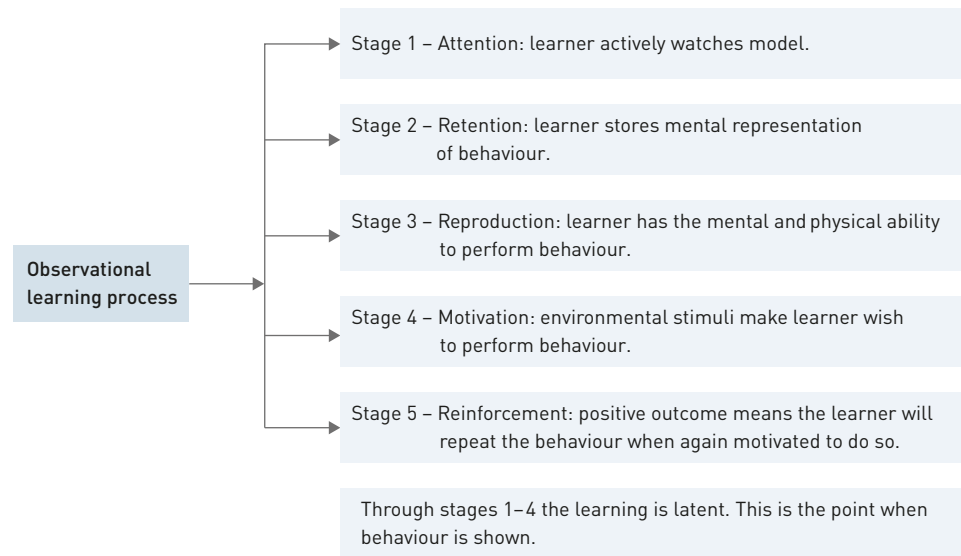 Stage 1 – Attention: learner actively watches model.
Stage 2 – Retention: learner stores mental representation
of behaviour.
Stage 3 – Reproduction: learner has the mental and physical ability
to perform behaviour.
Observational
learning process
Stage 4 – Motivation: environmental stimuli make learner wish
to perform behaviour.
Stage 5 – Reinforcement: positive outcome means the learner will
repeat the behaviour when again motivated to do so.
Through stages 1–4 the learning is latent. This is the point when
behaviour is shown.